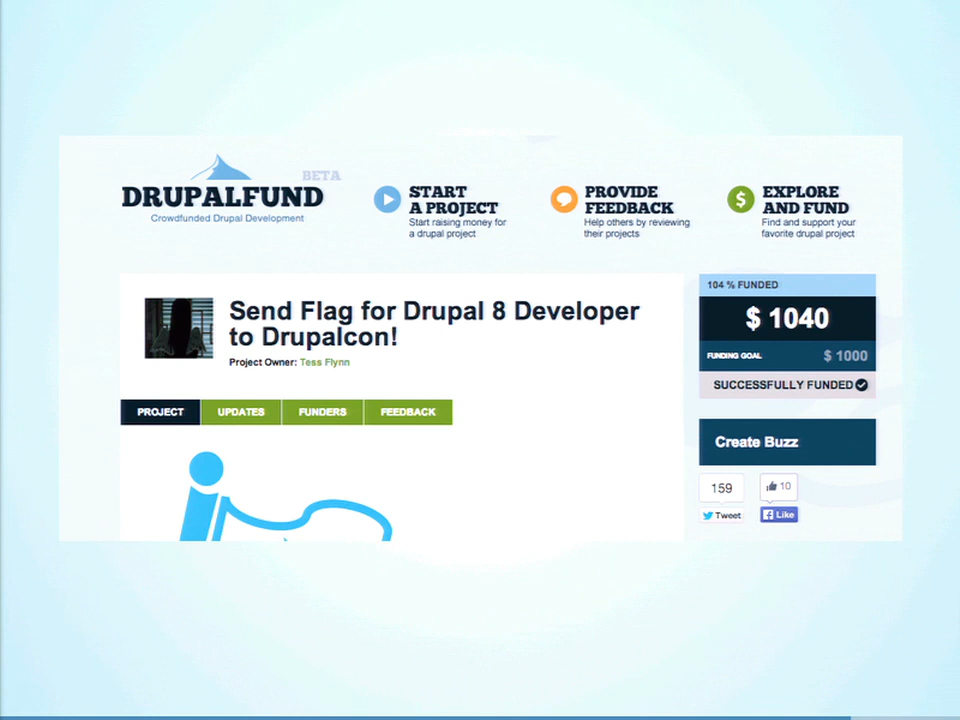 BETA
DRUPALFUND
Crowdfunded Drupal Development
START
A PROJECT
Start raising money for
a drupal project
PROVIDE
FEEDBACK
Help others by reviewing
their projects
EXPLORE
AND FUND
Find and support your
favorite drupal project
Send Flag for Drupal 8 Developer
to Drupalcon!
Project Owner: Tess Flynn
PROJECT
UPDATES
FUNDERS
FEEDBACK
104 % FUNDED
$ 1040
FUNDING GOAL
$ 1000
SUCCESSFULLY FUNDED
Create Buzz
159
10
Tweet
Like